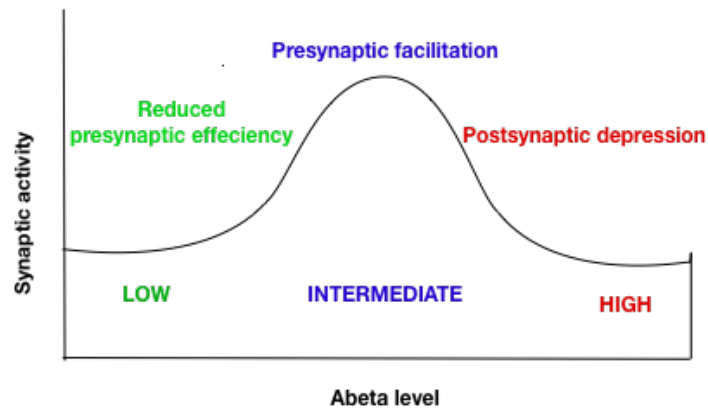 Presynaptic facilitation
Reduced
presynaptic effeciency
Postsynaptic depression
Synaptic activity
LOW
INTERMEDIATE
HIGH
Abeta level